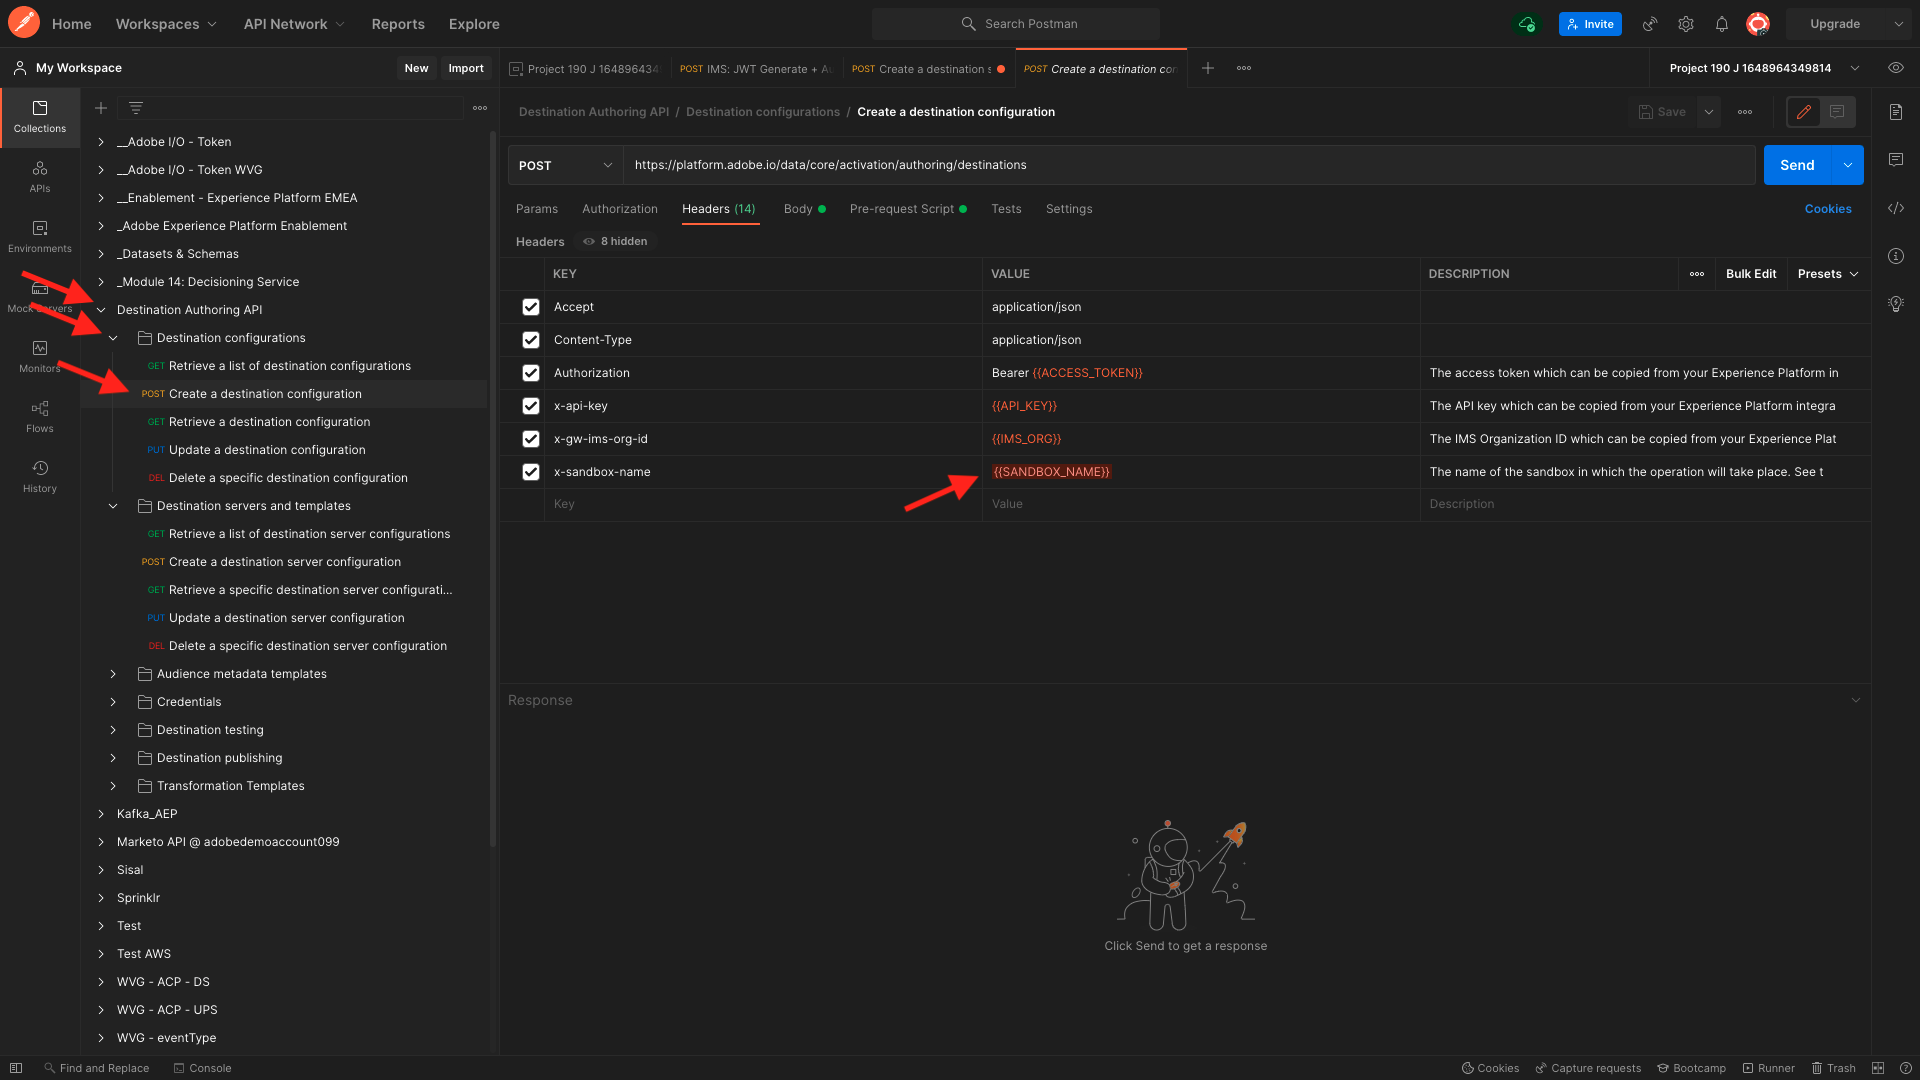 Home
Workspaces
API Network
Reports
Explore
Search Postman
Invite
Upgrade
My Workspace
New
Import
Project 190 J 164896434
POST IMS: JWT Generate + A
POST Create a destination s
POST Create a destination con
Project 190 J 1648964349814
Collections
APIs
Environments
Mock Servers
Monitors
Flows
History
__Adobe I/O - Token
__Adobe I/O - Token WVG
__Enablement - Experience Platform EMEA
_Adobe Experience Platform Enablement
_Datasets & Schemas
_Module 14: Decisioning Service
Destination Authoring API
Destination configurations
GET Retrieve a list of destination configurations
POST Create a destination configuration
GET Retrieve a destination configuration
PUT Update a destination configuration
DEL Delete a specific destination configuration
Destination servers and templates
GET Retrieve a list of destination server configurations
POST Create a destination server configuration
GET Retrieve a specific destination server configurati...
PUT Update a destination server configuration
DEL Delete a specific destination server configuration
Audience metadata templates
Credentials
Destination testing
Destination publishing
Transformation Templates
Kafka_AEP
Marketo API @ adobedemoaccount099
Sisal
Sprinklr
Test
Test AWS
WVG - ACP - DS
WVG - ACP - UPS
WVG - eventType
Destination Authoring API / Destination configurations / Create a destination configuration
Save
POST
https://platform.adobe.io/data/core/activation/authoring/destinations
Send
Params
Authorization
Headers (14)
Body
Pre-request Script
Tests
Settings
Cookies
Headers
8 hidden
KEY
VALUE
DESCRIPTION
Bulk Edit
Presets
Accept
application/json
Content-Type
application/json
Authorization
Bearer {{ACCESS_TOKEN}}
The access token which can be copied from your Experience Platform in
x-api-key
{{API_KEY}}
The API key which can be copied from your Experience Platform integra
x-gw-ims-org-id
{{IMS_ORG}}
The IMS Organization ID which can be copied from your Experience Plat
x-sandbox-name
{{SANDBOX_NAME}}
The name of the sandbox in which the operation will take place. See t
Key
Value
Description
Response
Click Send to get a response
Find and Replace
Console
Cookies
Capture requests
Bootcamp
Runner
Trash